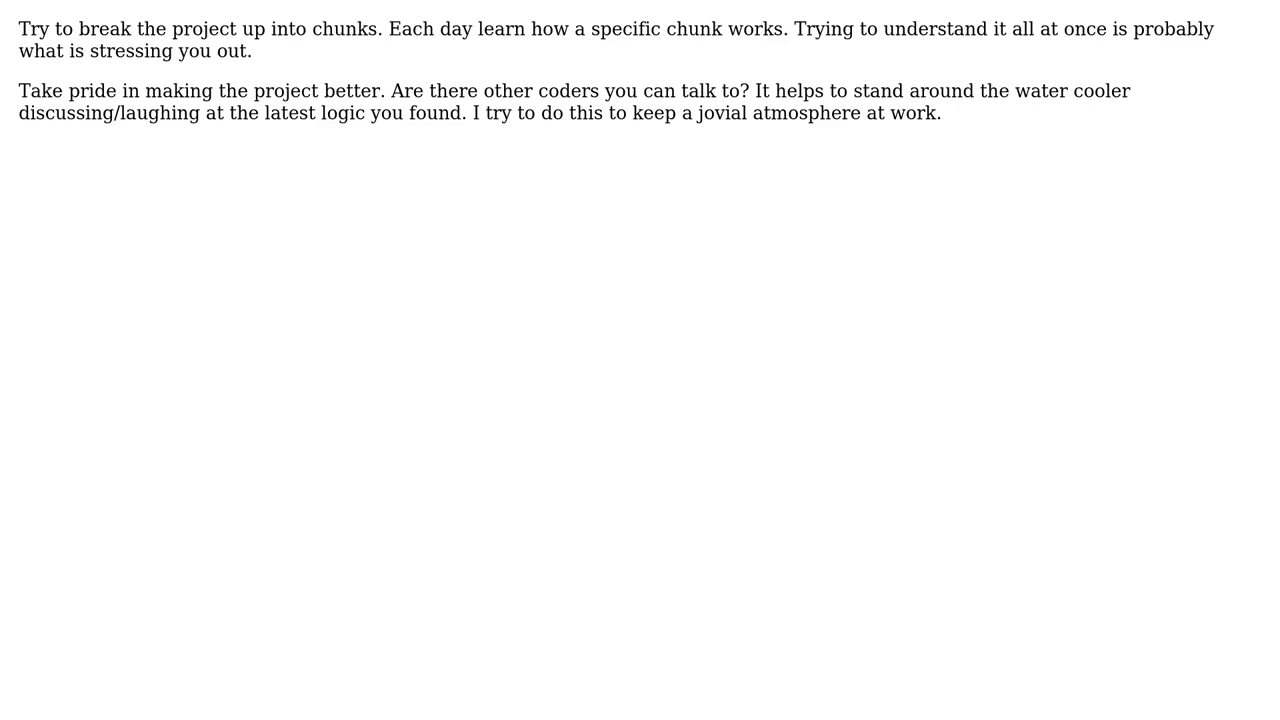 Try to break the project up into chunks. Each day learn how a specific chunk works. Trying to understand it all at once is probably
what is stressing you out.
Take pride in making the project better. Are there other coders you can talk to? It helps to stand around the water cooler
discussing/laughing at the latest logic you found. I try to do this to keep a jovial atmosphere at work.